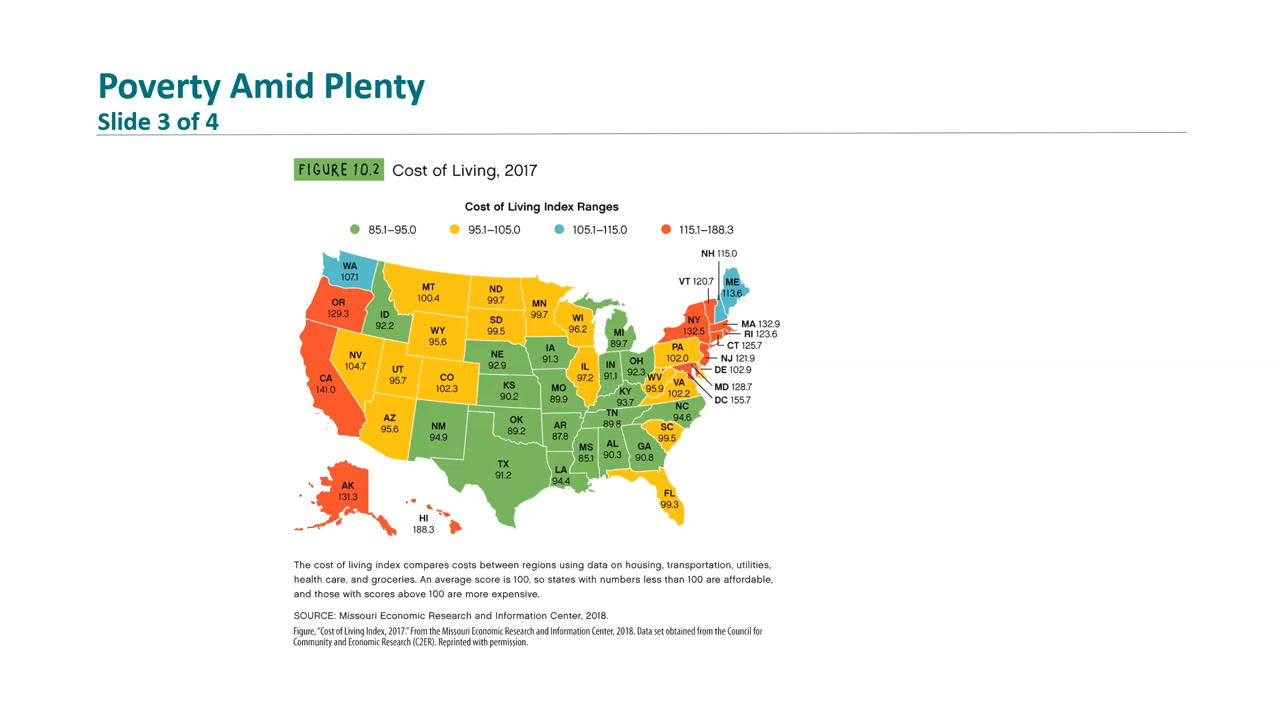 Poverty Amid Plenty
Slide 3 of 4
FIGURE 10.2 Cost of Living, 2017
Cost of Living Index Ranges
85.1–95.0 95.1–105.0 105.1–115.0 115.1–188.3
NH 115.0
WA
107.1
VT 120.7
ME
113.6
MT
100.4
ND
99.7
OR
129.3
ID
92.2
MN
99.7
WI
96.2
SD
99.5
NY
132.5
MA 132.9
RI 123.6
WY
95.6
MI
89.7
CT 125.7
NV
104.7
NE
92.9
IA
91.3
PA
102.0
NJ 121.9
UT
95.7
IL
97.2
IN
91.1
OH
92.3
DE 102.9
CA
141.0
CO
102.3
KS
90.2
MO
89.9
KY
93.7
WV
95.9
VA
102.2
MD 128.7
DC 155.7
AZ
95.6
NM
94.9
OK
89.2
AR
87.8
TN
89.8
NC
94.6
SC
99.5
TX
91.2
LA
94.4
MS
85.1
AL
90.3
GA
90.8
AK
131.3
HI
188.3
FL
99.3
The cost of living index compares costs between regions using data on housing, transportation, utilities,
health care, and groceries. An average score is 100, so states with numbers less than 100 are affordable,
and those with scores above 100 are more expensive.
SOURCE: Missouri Economic Research and Information Center, 2018.
Figure, “Cost of Living Index, 2017.” From the Missouri Economic Research and Information Center, 2018. Data set obtained from the Council for
Community and Economic Research (C2ER). Reprinted with permission.